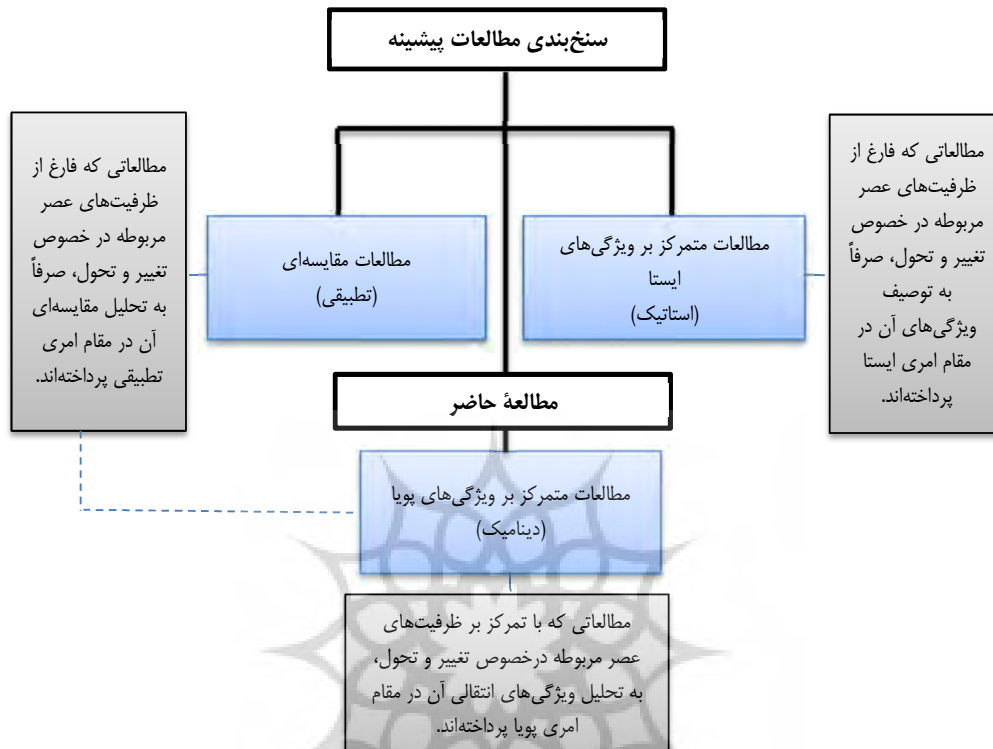 سنخ‌بندی مطالعات پیشینه
مطالعاتی که فارغ از
ظرفیت‌های عصر
مربوطه در خصوص
تغییر و تحول، صرفاً
به توصیف
ویژگی‌های آن در
مقام امری ایستا
پرداخته‌اند.
مطالعات متمرکز بر ویژگی‌های
ایستا
(استاتیک)
مطالعات مقایسه‌ای
(تطبیقی)
مطالعاتی که فارغ از
ظرفیت‌های عصر
مربوطه در خصوص
تغییر و تحول، صرفاً
به تحلیل مقایسه‌ای
آن در مقام امری
تطبیقی پرداخته‌اند.
مطالعهٔ حاضر
مطالعات متمرکز بر ویژگی‌های پویا
(دینامیک)
مطالعاتی که با تمرکز بر ظرفیت‌های
عصر مربوطه درخصوص تغییر و تحول،
به تحلیل ویژگی‌های انتقالی آن در مقام
امری پویا پرداخته‌اند.